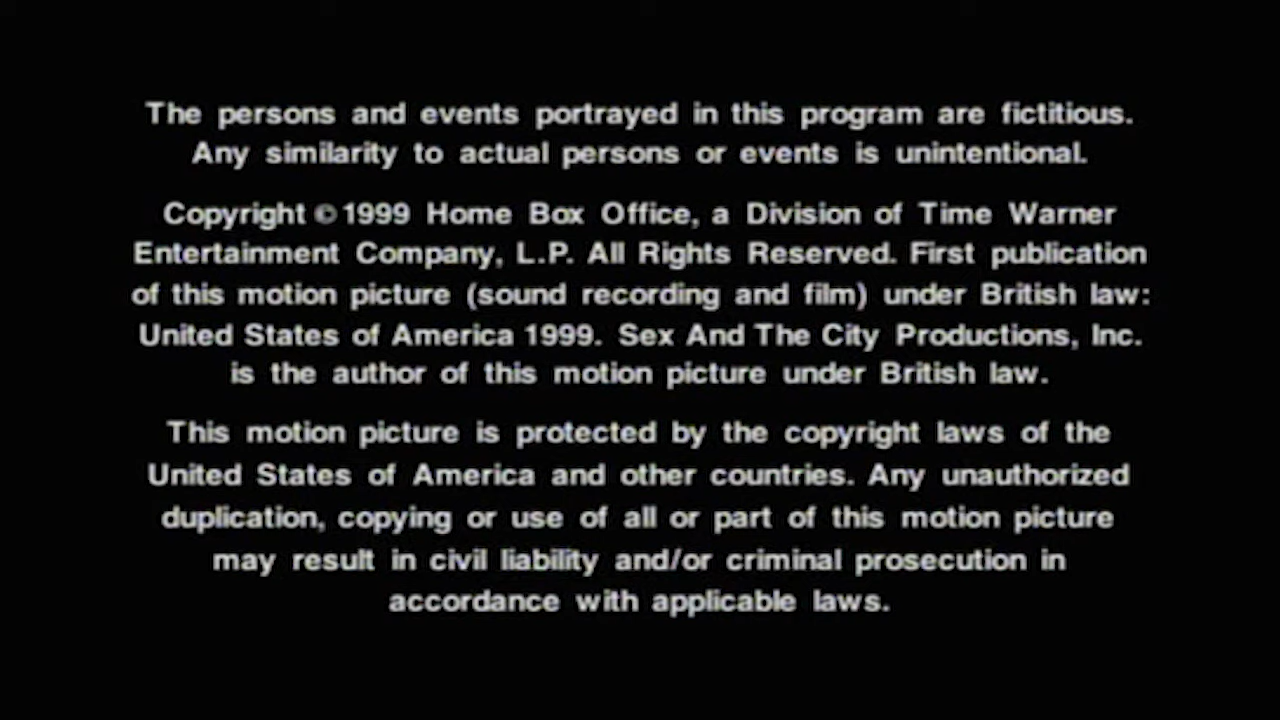 The persons and events portrayed in this program are fictitious.
Any similarity to actual persons or events is unintentional.
Copyright © 1999 Home Box Office, a Division of Time Warner
Entertainment Company, L.P. All Rights Reserved. First publication
of this motion picture (sound recording and film) under British law:
United States of America 1999. Sex And The City Productions, Inc.
is the author of this motion picture under British law.
This motion picture is protected by the copyright laws of the
United States of America and other countries. Any unauthorized
duplication, copying or use of all or part of this motion picture
may result in civil liability and/or criminal prosecution in
accordance with applicable laws.